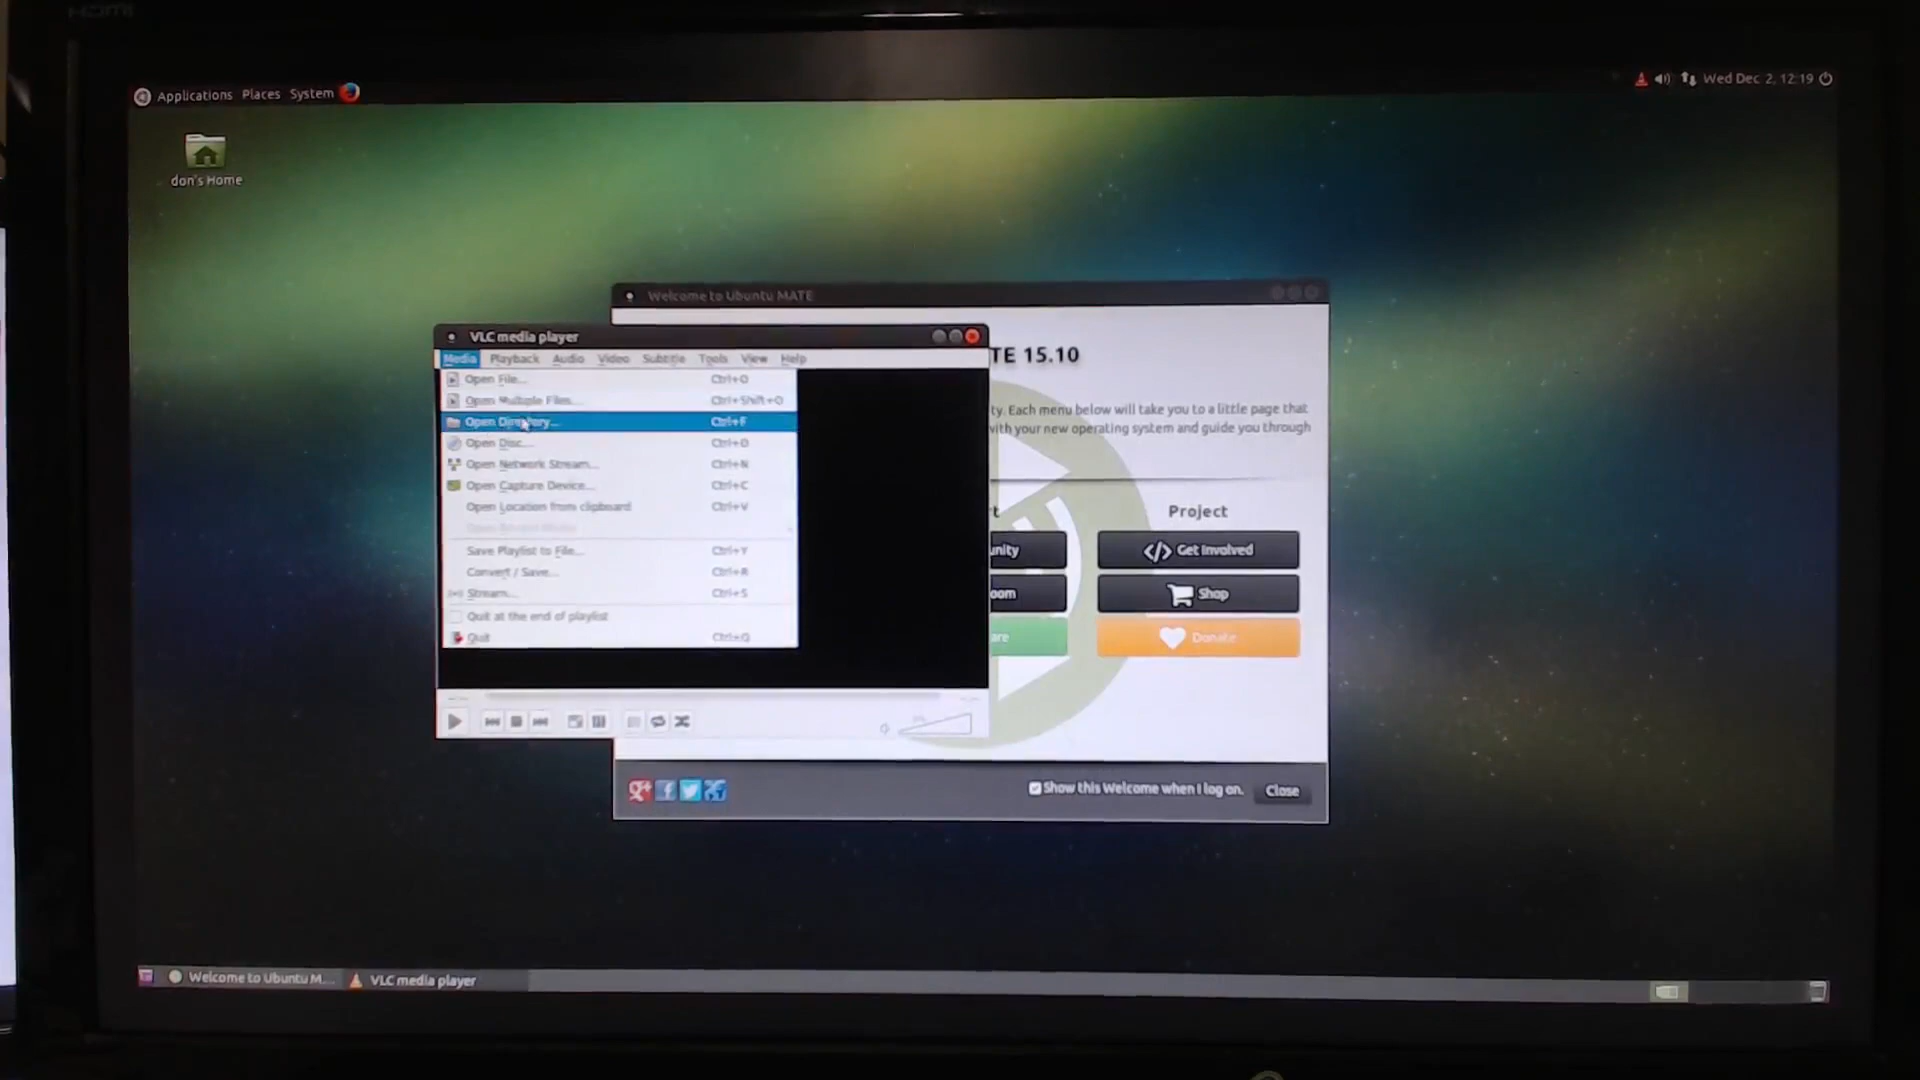 HDMI
Applications Places System
Wed Dec 2, 12:19
don's Home
Welcome to Ubuntu MATE
VLC media player
Media Playback Audio Video Subtitle Tools View Help
TE 15.10
Open File... Ctrl+O
Open Multiple Files... Ctrl+Shift+O
Open Directory... Ctrl+F
Open Disc... Ctrl+D
Open Network Stream... Ctrl+N
Open Capture Device... Ctrl+C
Open Location from clipboard Ctrl+V
Save Playlist to File... Ctrl+Y
Convert / Save... Ctrl+R
Stream... Ctrl+S
Quit at the end of playlist
Quit Ctrl+Q
ty. Each menu below will take you to a little page that
with your new operating system and guide you through
t Project
unity Get Involved
oom Shop
are Donate
Show this Welcome when I log on. Close
Welcome to Ubuntu M...
VLC media player